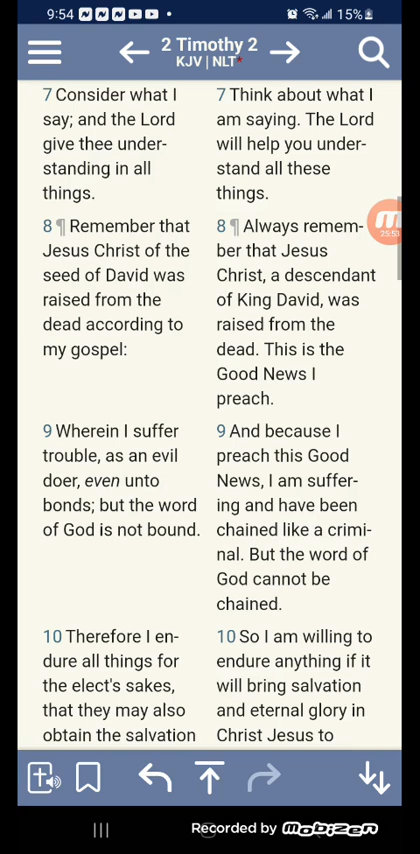 9:54
15%
2 Timothy 2
KJV | NLT*
7 Consider what I
say; and the Lord
give thee under-
standing in all
things.
8 ¶ Remember that
Jesus Christ of the
seed of David was
raised from the
dead according to
my gospel:
9 Wherein I suffer
trouble, as an evil
doer, even unto
bonds; but the word
of God is not bound.
10 Therefore I en-
dure all things for
the elect's sakes,
that they may also
obtain the salvation
7 Think about what I
am saying. The Lord
will help you under-
stand all these
things.
8 ¶ Always remem-
ber that Jesus
Christ, a descendant
of King David, was
raised from the
dead. This is the
Good News I
preach.
9 And because I
preach this Good
News, I am suffer-
ing and have been
chained like a crimi-
nal. But the word of
God cannot be
chained.
10 So I am willing to
endure anything if it
will bring salvation
and eternal glory in
Christ Jesus to
25:53
Recorded by Mobizen